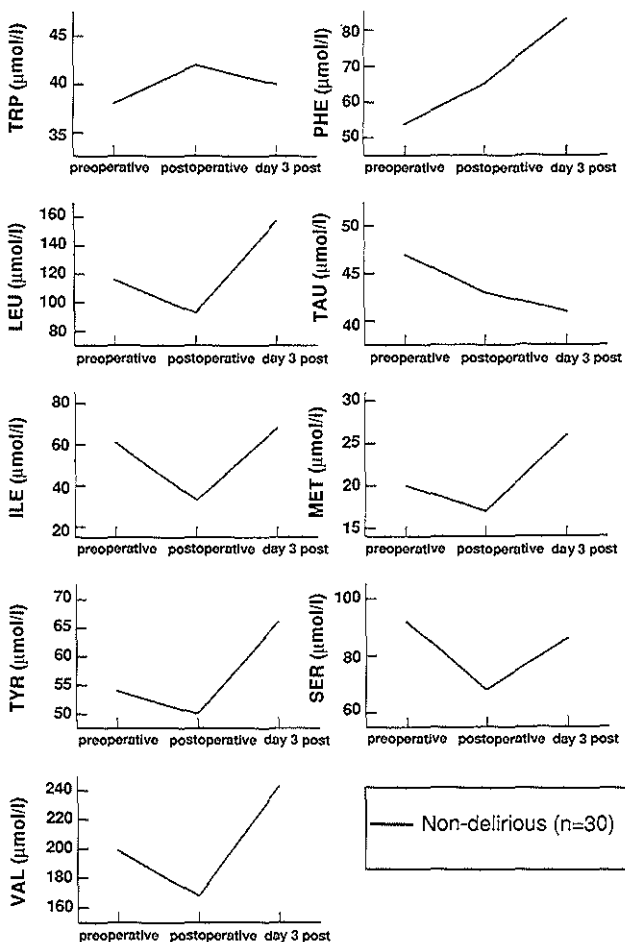 TRP (µmol/l)
45
40
35
preoperative postoperative day 3 post
PHE (µmol/l)
80
70
60
50
preoperative postoperative day 3 post
LEU (µmol/l)
160
140
120
100
80
preoperative postoperative day 3 post
TAU (µmol/l)
50
45
40
preoperative postoperative day 3 post
ILE (µmol/l)
80
60
40
20
preoperative postoperative day 3 post
MET (µmol/l)
30
25
20
15
preoperative postoperative day 3 post
TYR (µmol/l)
70
65
60
55
50
preoperative postoperative day 3 post
SER (µmol/l)
100
80
60
preoperative postoperative day 3 post
VAL (µmol/l)
240
220
200
180
160
preoperative postoperative day 3 post
Non-delirious (n=30)